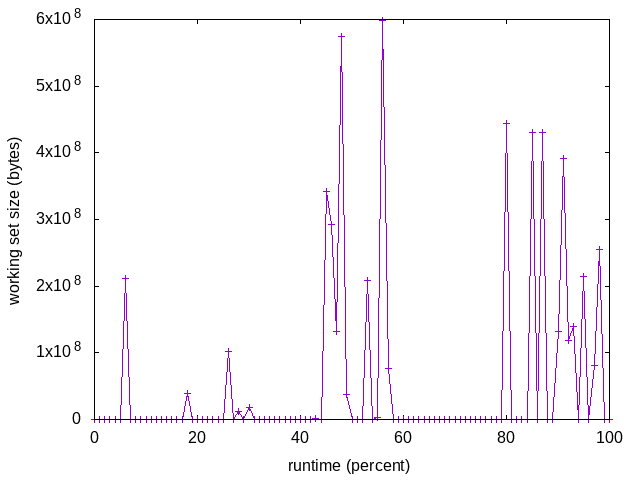 6x10^8
5x10^8
4x10^8
3x10^8
2x10^8
1x10^8
0
0 20 40 60 80 100
working set size (bytes)
runtime (percent)